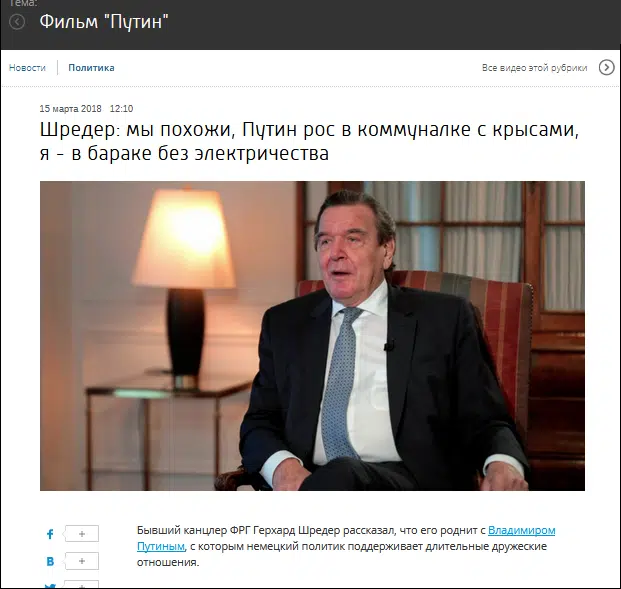 Тема:
Фильм "Путин"
Новости
Политика
Все видео этой рубрики
15 марта 2018 12:10
Шредер: мы похожи, Путин рос в коммуналке с крысами,
я - в бараке без электричества
Бывший канцлер ФРГ Герхард Шредер рассказал, что его роднит с Владимиром
Путиным, с которым немецкий политик поддерживает длительные дружеские
отношения.